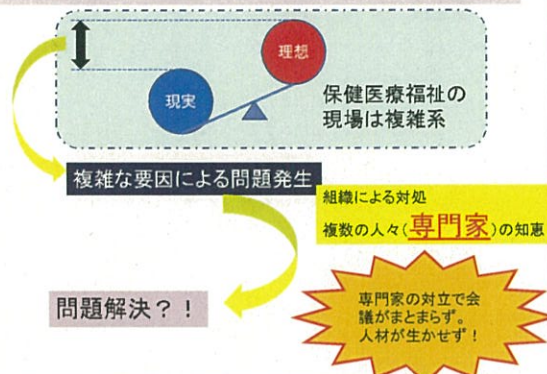 理想
現実
保健医療福祉の
現場は複雑系
複雑な要因による問題発生
組織による対処
複数の人々(専門家)の知恵
問題解決?!
専門家の対立で会
議がまとまらず。
人材が生かせず!